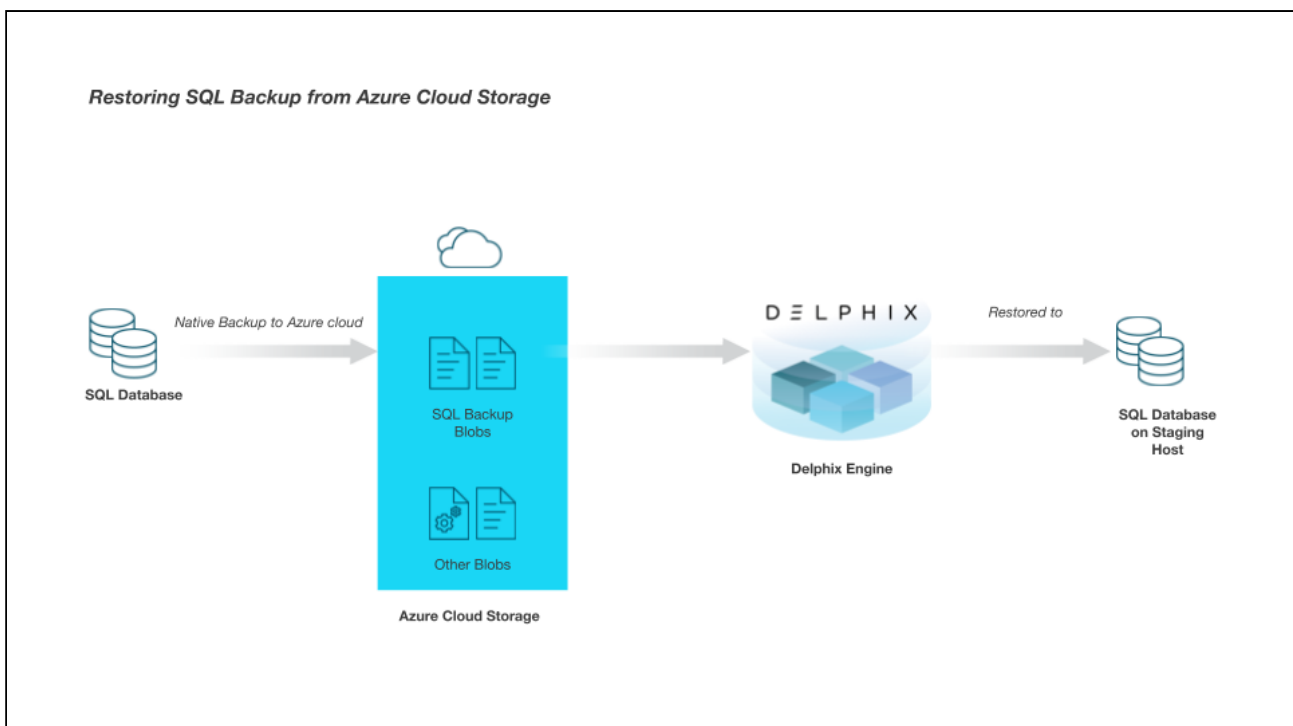 Restoring SQL Backup from Azure Cloud Storage
Native Backup to Azure cloud
SQL Database
SQL Backup
Blobs
Other Blobs
Azure Cloud Storage
DELPHIX
Delphix Engine
Restored to
SQL Database
on Staging
Host